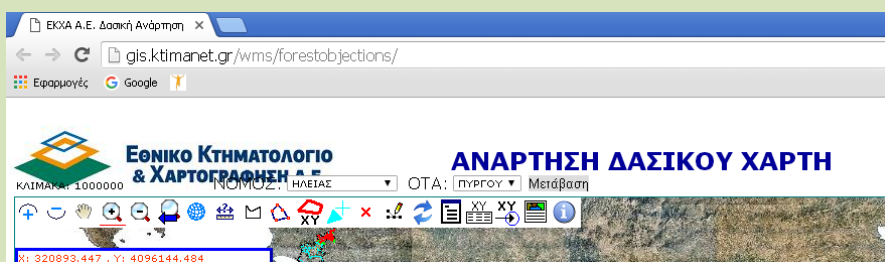 ΕΚΧΑ Α.Ε. Δασική Ανάρτηση
gis.ktimanet.gr/wms/forestobjections/
Εφαρμογές Google
ΕΘΝΙΚΟ ΚΤΗΜΑΤΟΛΟΓΙΟ
& ΧΑΡΤΟΓΡΑΦΗΣΗ Α.Ε.
ΑΝΑΡΤΗΣΗ ΔΑΣΙΚΟΥ ΧΑΡΤΗ
ΚΛΙΜΑΚΑ: 1000000 ΝΟΜΟΣ: ΗΛΕΙΑΣ ΟΤΑ: ΠΥΡΓΟΥ Μετάβαση
XY XY XY
X: 320893.447 , Y: 4096144.484